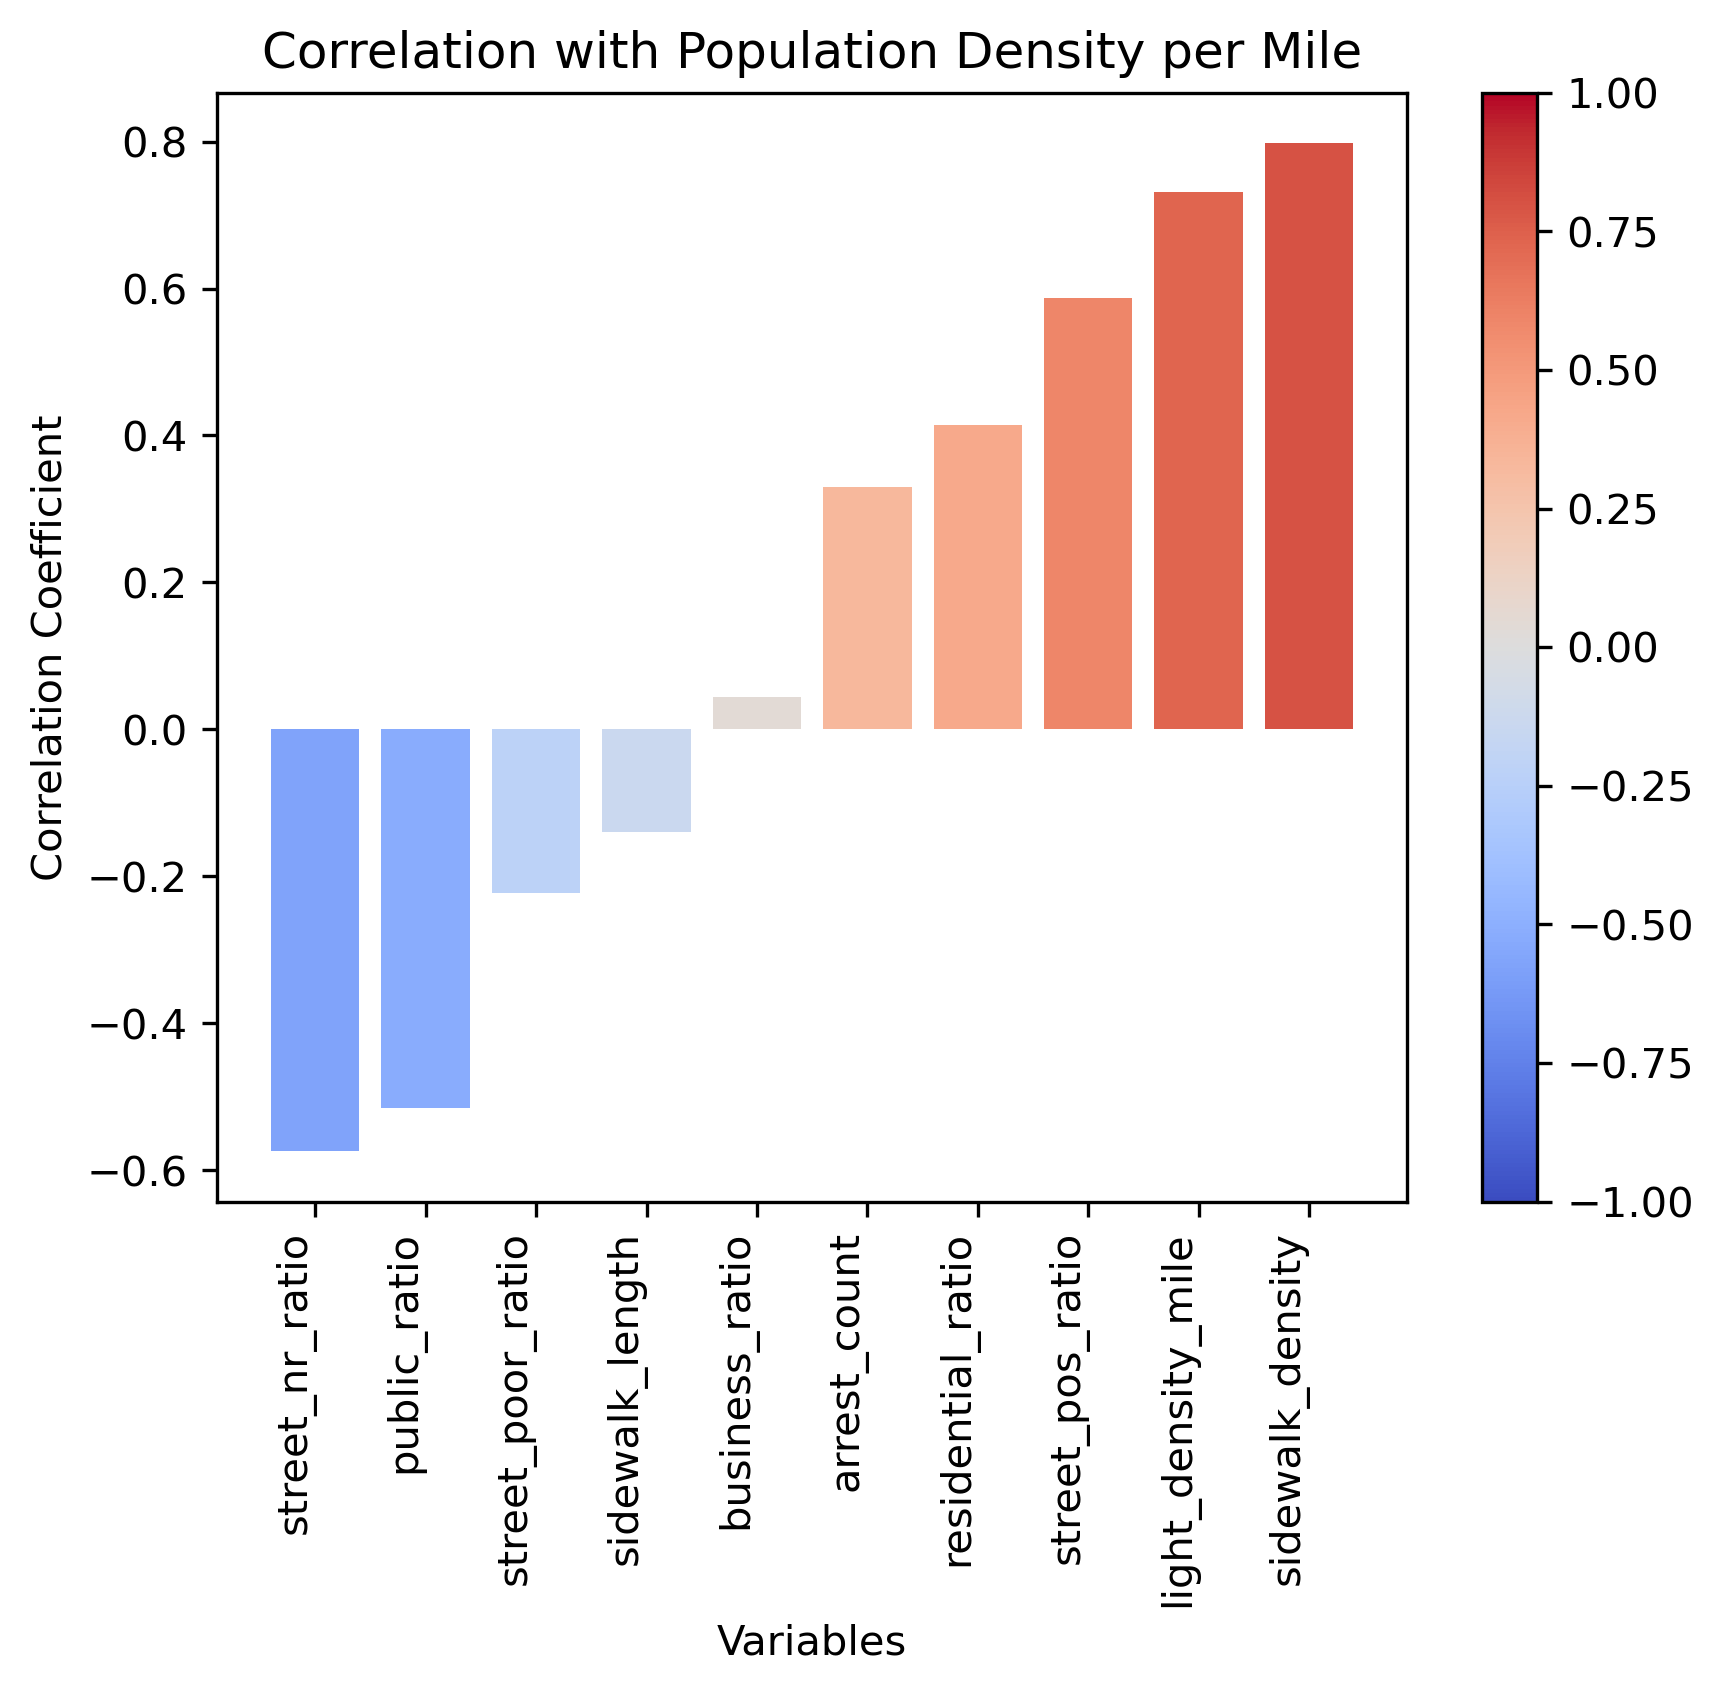 Correlation with Population Density per Mile
Correlation Coefficient
0.8
0.6
0.4
0.2
0.0
−0.2
−0.4
−0.6
street_nr_ratio
public_ratio
street_poor_ratio
sidewalk_length
business_ratio
arrest_count
residential_ratio
street_pos_ratio
light_density_mile
sidewalk_density
Variables
1.00
0.75
0.50
0.25
0.00
−0.25
−0.50
−0.75
−1.00